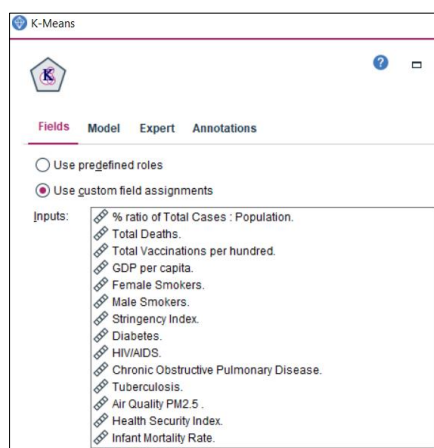 K-Means
K
?
Fields Model Expert Annotations
Use predefined roles
Use custom field assignments
Inputs:
% ratio of Total Cases : Population.
Total Deaths.
Total Vaccinations per hundred.
GDP per capita.
Female Smokers.
Male Smokers.
Stringency Index.
Diabetes.
HIV/AIDS.
Chronic Obstructive Pulmonary Disease.
Tuberculosis.
Air Quality PM2.5 .
Health Security Index.
Infant Mortality Rate.